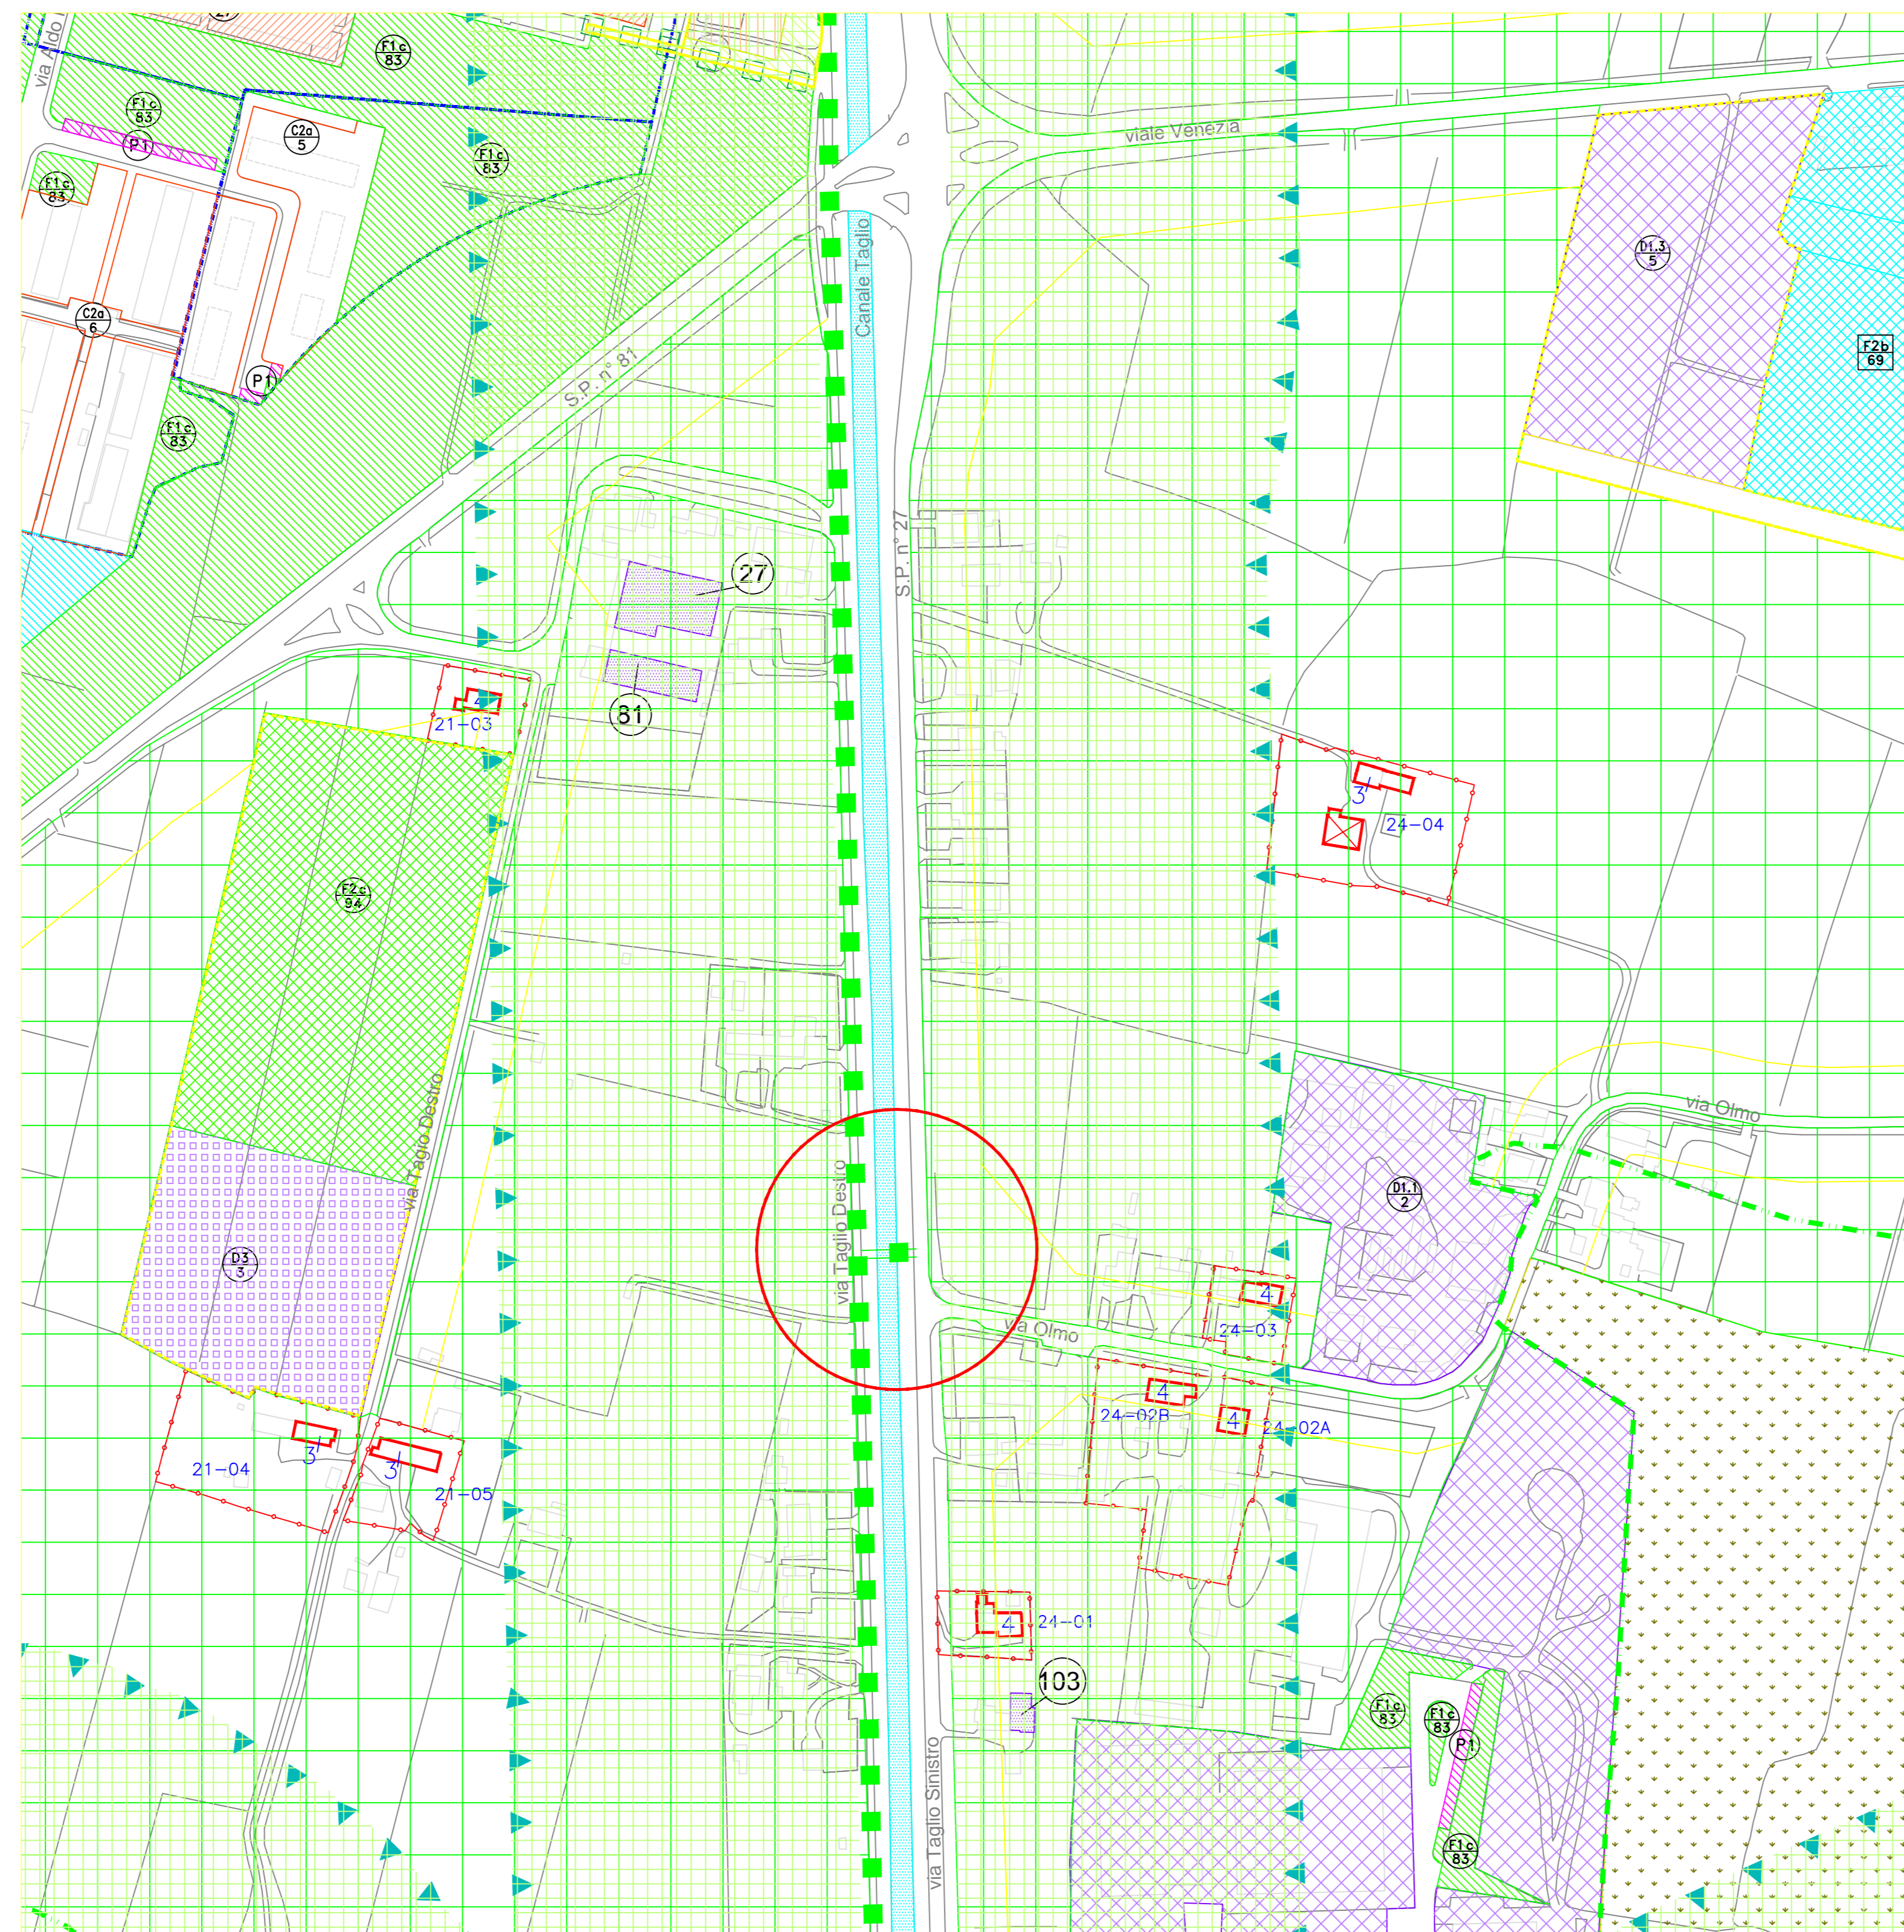 via Aldo
27
F1c
83
F1c
83
P1
C2a
5
F1c
83
F1c
83
viale Venezia
Canale Taglio
D1.3
5
C2a
6
F2b
69
P1
S.P. n° 81
F1c
83
S.P. n° 27
27
81
4
21-03
3
24-04
F2c
94
via Taglio Destro
via Olmo
via Taglio Destro
D1.1
2
D3
3
4
24-03
via Olmo
4
24-02B
4
24-02A
3
21-04
3
21-05
4
24-01
103
F1c
83
F1c
83
P1
via Taglio Sinistro
F1c
83